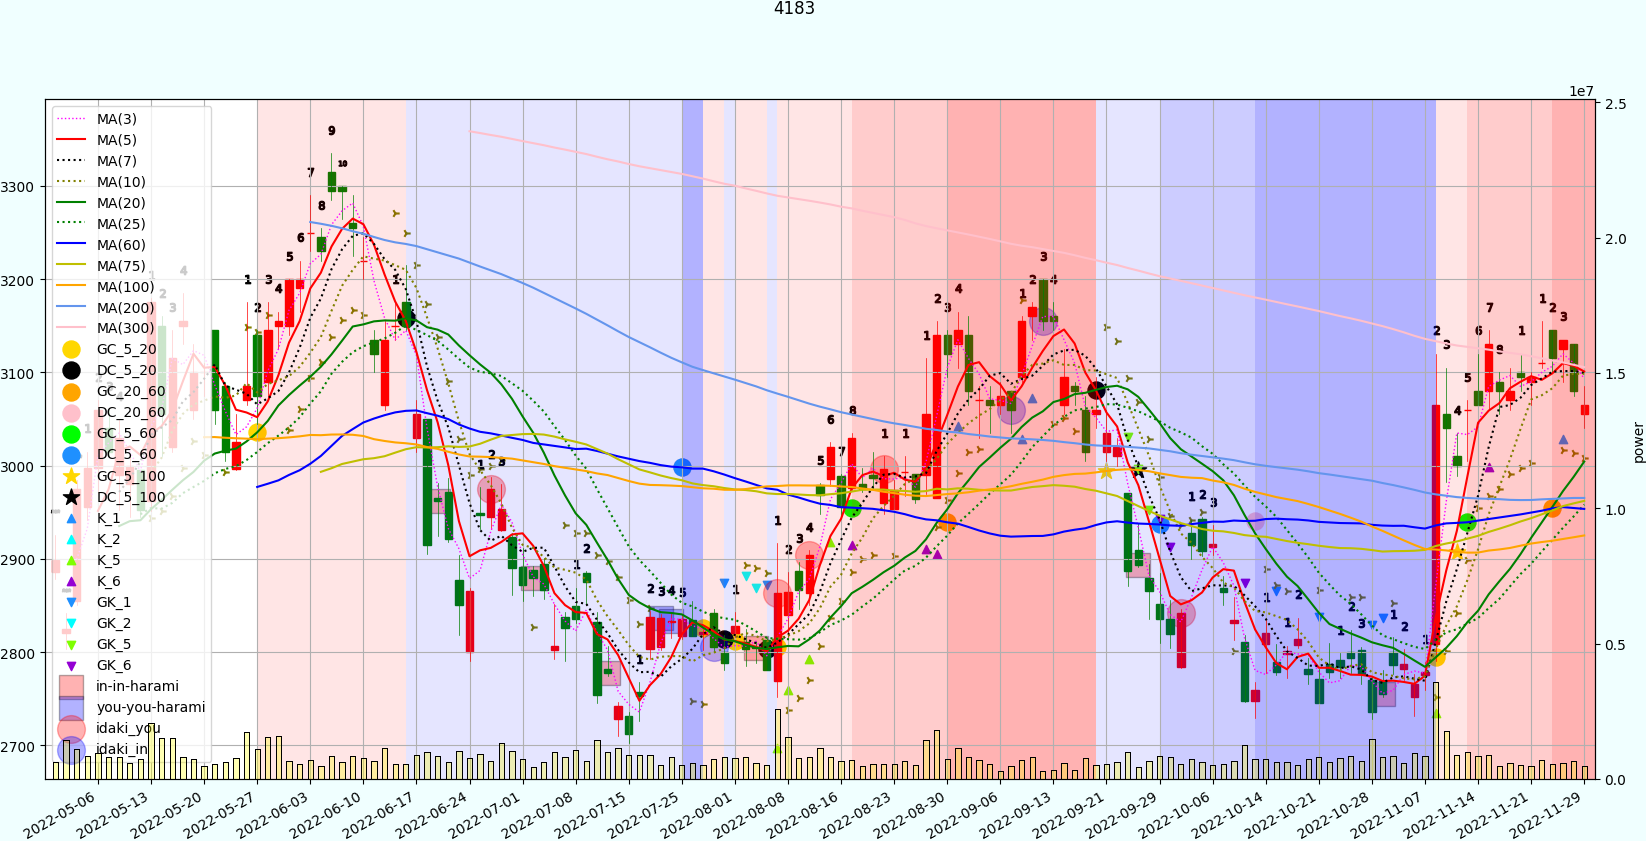 4183
1e7
MA(3)
MA(5)
MA(7)
MA(10)
MA(20)
MA(25)
MA(60)
MA(75)
MA(100)
MA(200)
MA(300)
GC_5_20
DC_5_20
GC_20_60
DC_20_60
GC_5_60
DC_5_60
GC_5_100
DC_5_100
K_1
K_2
K_5
K_6
GK_1
GK_2
GK_5
GK_6
in-in-harami
you-you-harami
idaki_you
idaki_in
3300
3200
3100
3000
2900
2800
2700
2.5
2.0
1.5
1.0
0.5
0.0
power
2022-05-06
2022-05-13
2022-05-20
2022-05-27
2022-06-03
2022-06-10
2022-06-17
2022-06-24
2022-07-01
2022-07-08
2022-07-15
2022-07-25
2022-08-01
2022-08-08
2022-08-16
2022-08-23
2022-08-30
2022-09-06
2022-09-13
2022-09-21
2022-09-29
2022-10-06
2022-10-14
2022-10-21
2022-10-28
2022-11-07
2022-11-14
2022-11-21
2022-11-29